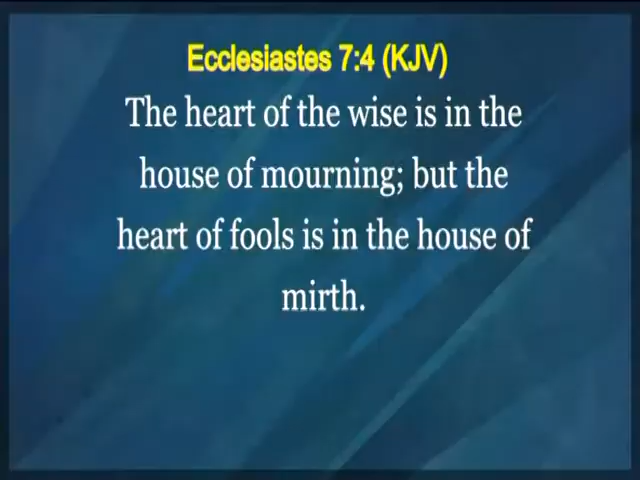 Ecclesiastes 7:4 (KJV)
The heart of the wise is in the
house of mourning; but the
heart of fools is in the house of
mirth.